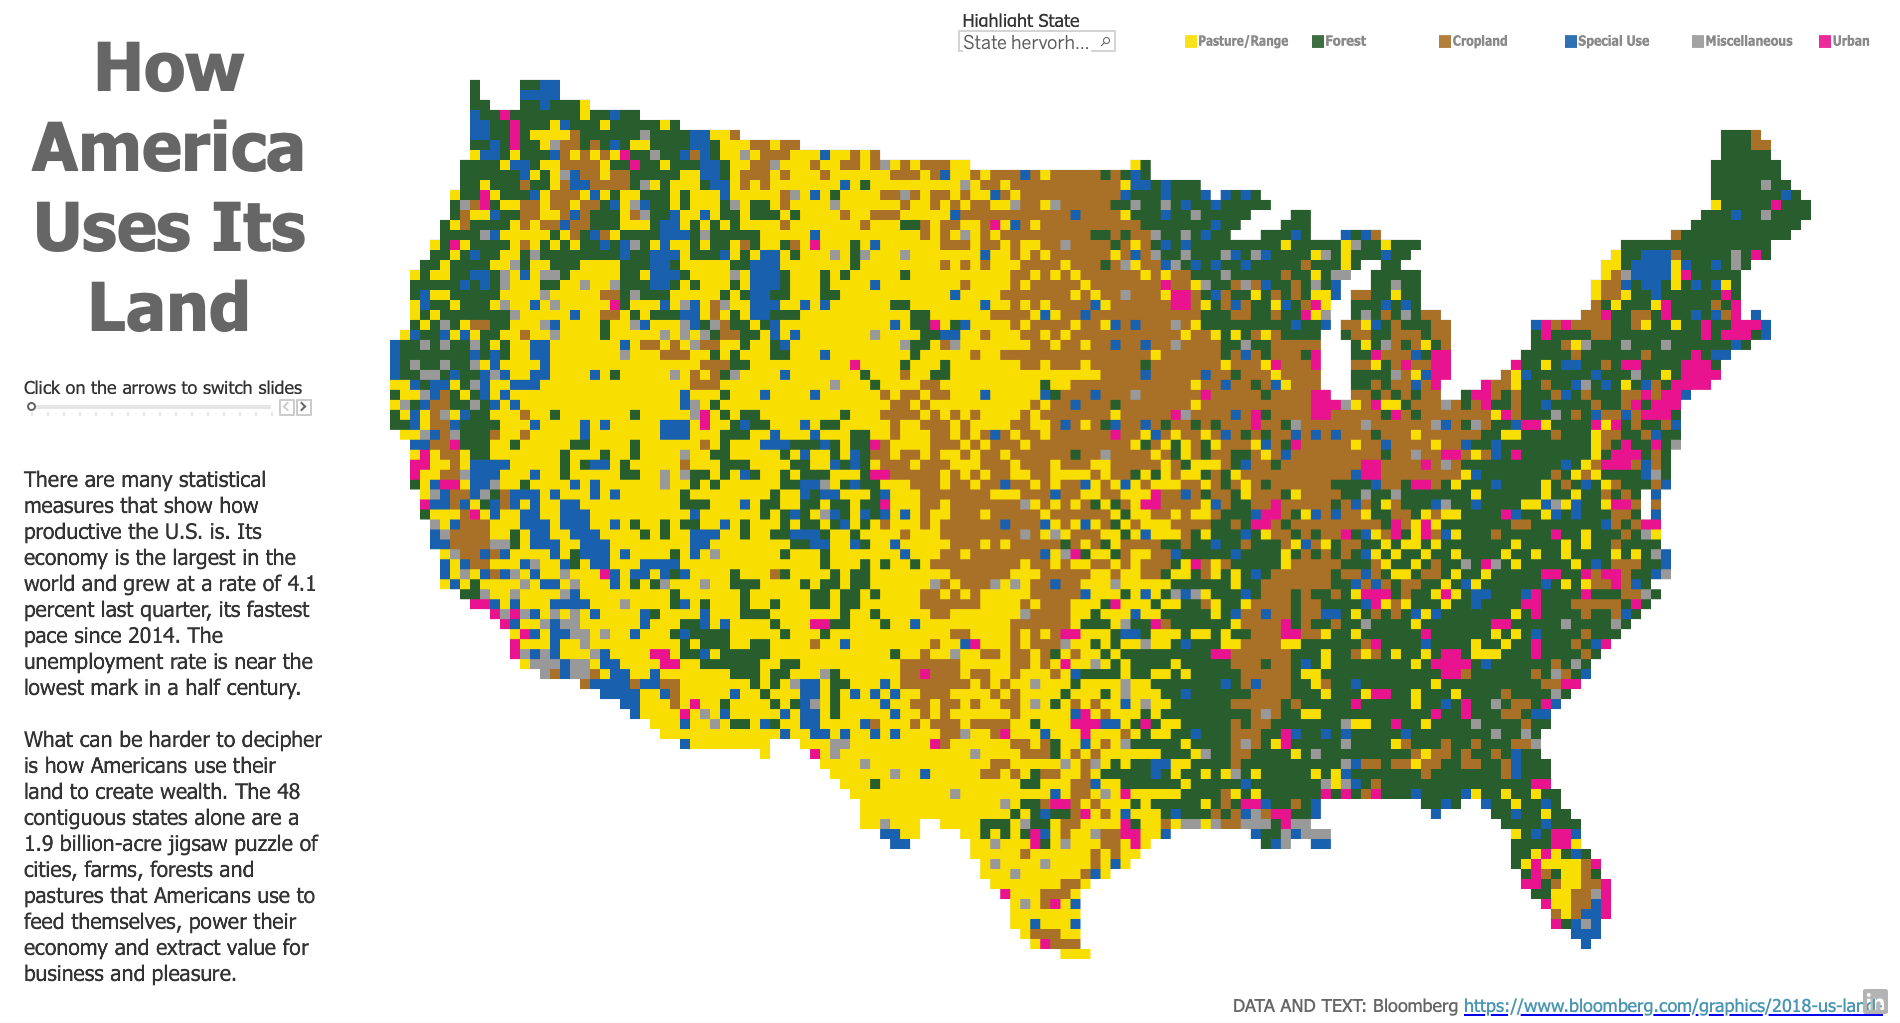 How
America
Uses Its
Land
Click on the arrows to switch slides
There are many statistical
measures that show how
productive the U.S. is. Its
economy is the largest in the
world and grew at a rate of 4.1
percent last quarter, its fastest
pace since 2014. The
unemployment rate is near the
lowest mark in a half century.
What can be harder to decipher
is how Americans use their
land to create wealth. The 48
contiguous states alone are a
1.9 billion-acre jigsaw puzzle of
cities, farms, forests and
pastures that Americans use to
feed themselves, power their
economy and extract value for
business and pleasure.
Highlight State
State hervorh...
Pasture/Range Forest Cropland Special Use Miscellaneous Urban
DATA AND TEXT: Bloomberg https://www.bloomberg.com/graphics/2018-us-land
in